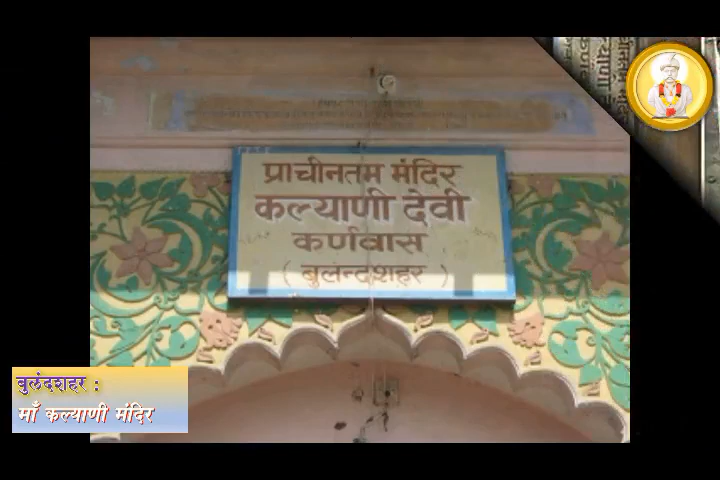 प्राचीनतम मंदिर
कल्याणी देवी
कर्णवास
( बुलन्दशहर )
बुलंदशहर :
माँ कल्याणी मंदिर